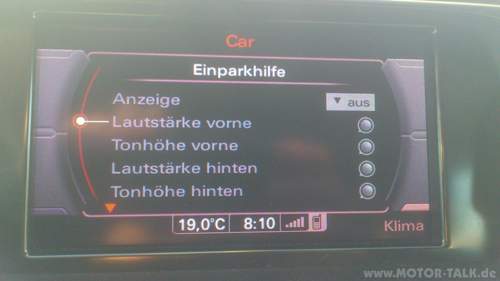 Car
Einparkhilfe
Anzeige ▼ aus
Lautstärke vorne
Tonhöhe vorne
Lautstärke hinten
Tonhöhe hinten
19,0°C 8:10
Klima
www.MOTOR-TALK.de